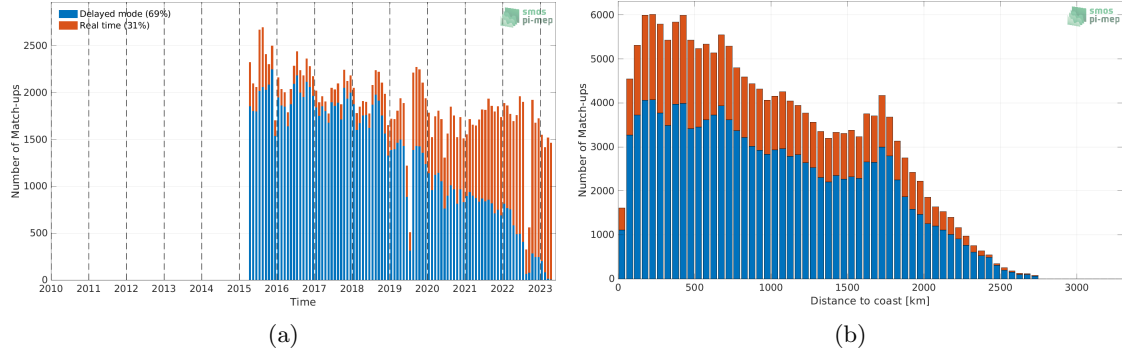 Delayed mode (69%)
Real time (31%)
smos
pi-mep
Number of Match-ups
2500
2000
1500
1000
500
0
2010 2011 2012 2013 2014 2015 2016 2017 2018 2019 2020 2021 2022 2023
Time
(a)
smos
pi-mep
Number of Match-ups
6000
5000
4000
3000
2000
1000
0
0 500 1000 1500 2000 2500 3000
Distance to coast [km]
(b)